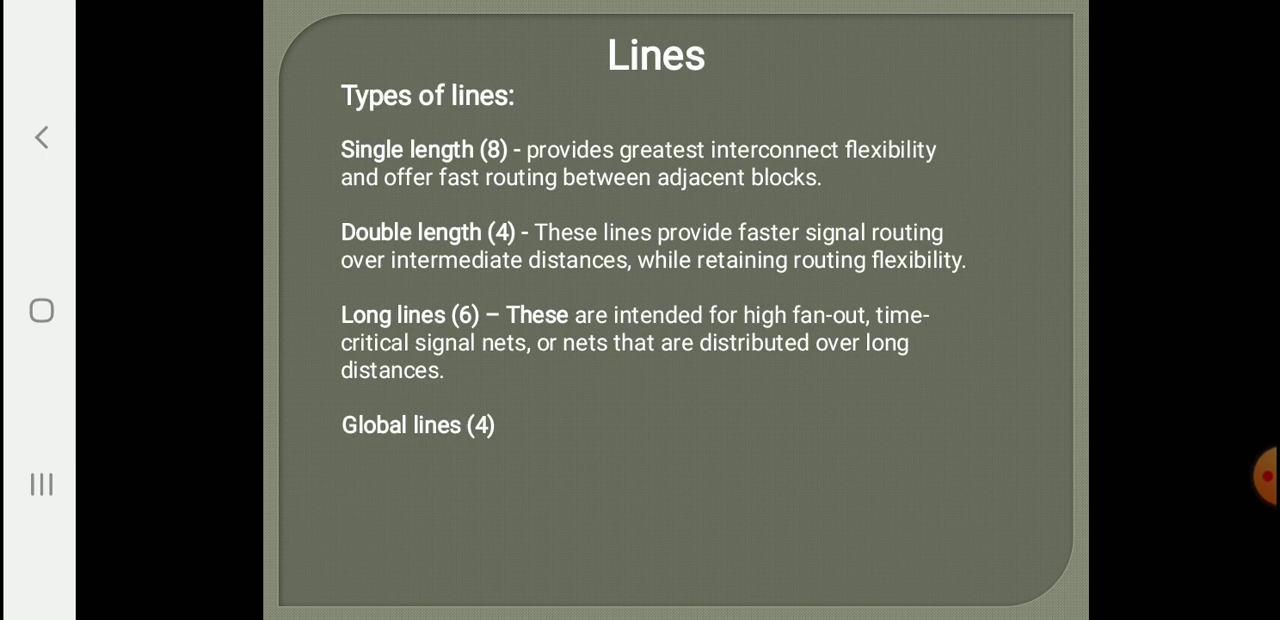 Lines
Types of lines:
Single length (8) - provides greatest interconnect flexibility
and offer fast routing between adjacent blocks.
Double length (4) - These lines provide faster signal routing
over intermediate distances, while retaining routing flexibility.
Long lines (6) – These are intended for high fan-out, time-
critical signal nets, or nets that are distributed over long
distances.
Global lines (4)